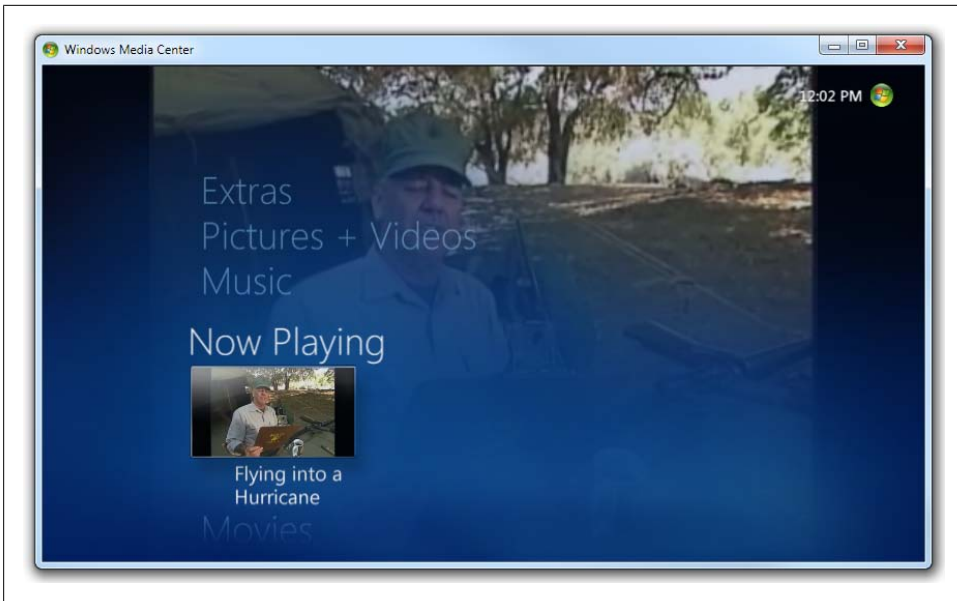 Windows Media Center
12:02 PM
Extras
Pictures + Videos
Music
Now Playing
Flying into a
Hurricane
Movies